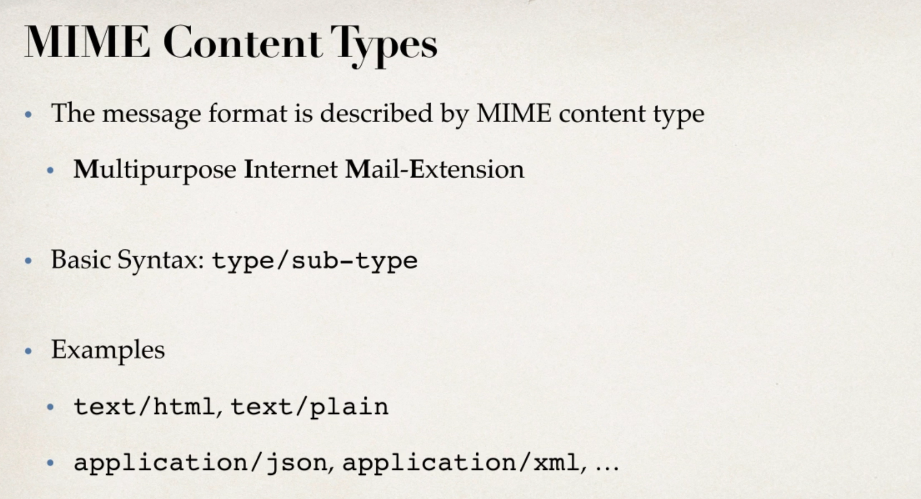 MIME Content Types
• The message format is described by MIME content type
• Multipurpose Internet Mail-Extension
• Basic Syntax: type/sub-type
• Examples
• text/html, text/plain
• application/json, application/xml, ...